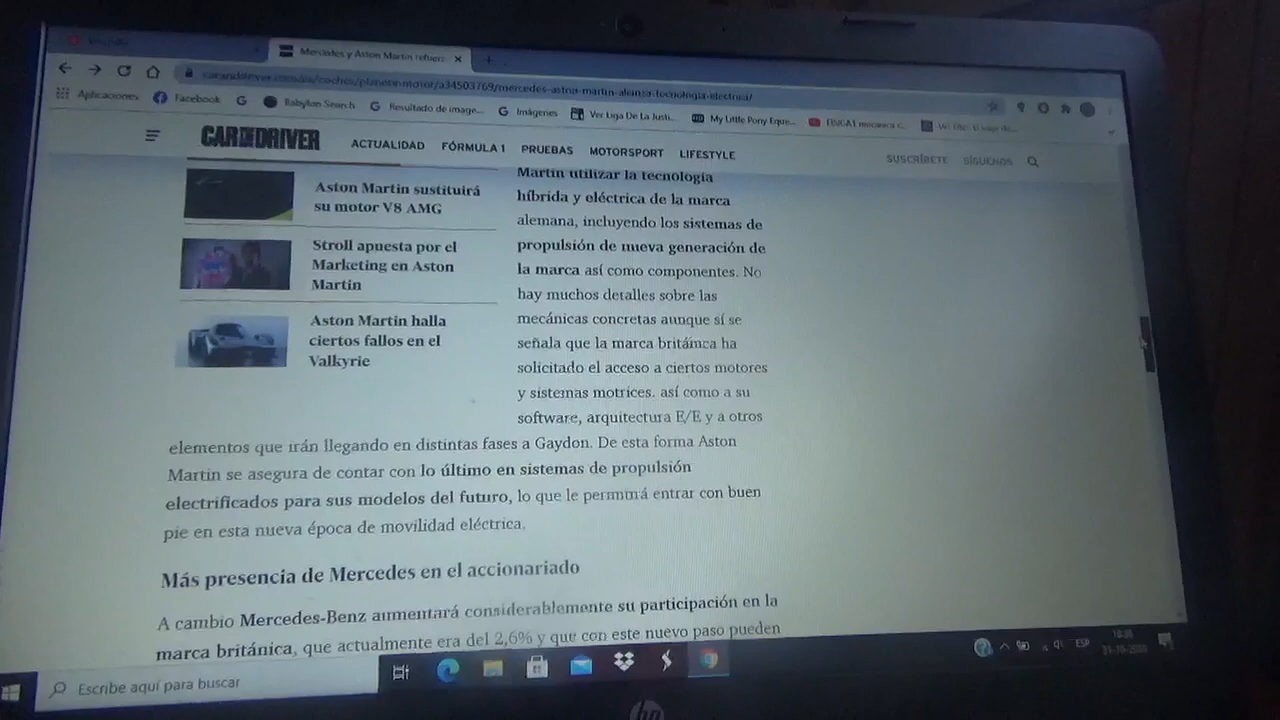 Mercedes y Aston Martin refuerz
Aplicaciones
Facebook
G
Babylon Search
Resultado de image...
Imágenes
Ver Liga De La Justi...
My Little Pony Eque...
CAR AND DRIVER
ACTUALIDAD
FÓRMULA 1
PRUEBAS
MOTORSPORT
LIFESTYLE
SUSCRÍBETE
SÍGUENOS
Aston Martin sustituirá
su motor V8 AMG
Stroll apuesta por el
Marketing en Aston
Martin
Aston Martin halla
ciertos fallos en el
Valkyrie
Martin utilizar la tecnología
híbrida y eléctrica de la marca
alemana, incluyendo los sistemas de
propulsión de nueva generación de
la marca así como componentes. No
hay muchos detalles sobre las
mecánicas concretas aunque sí se
señala que la marca británica ha
solicitado el acceso a ciertos motores
y sistemas motrices, así como a su
software, arquitectura E/E y a otros
elementos que irán llegando en distintas fases a Gaydon. De esta forma Aston
Martin se asegura de contar con lo último en sistemas de propulsión
electrificados para sus modelos del futuro, lo que le permitirá entrar con buen
pie en esta nueva época de movilidad eléctrica.
Más presencia de Mercedes en el accionariado
A cambio Mercedes-Benz aumentará considerablemente su participación en la
marca británica, que actualmente era del 2,6% y que con este nuevo paso pueden
Escribe aquí para buscar
ESP
hp